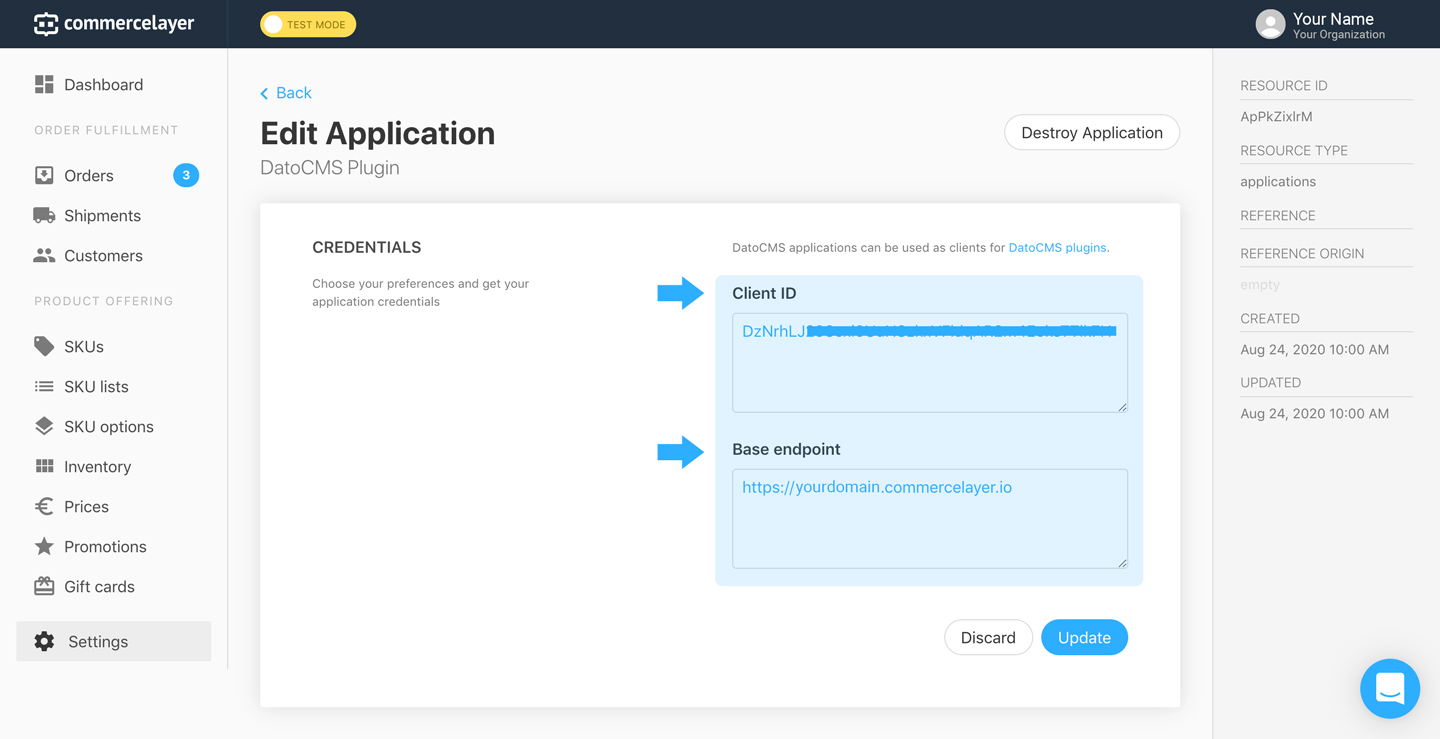 commercelayer
TEST MODE
Your Name
Your Organization
Dashboard
ORDER FULFILLMENT
Orders
3
Shipments
Customers
PRODUCT OFFERING
SKUs
SKU lists
SKU options
Inventory
Prices
Promotions
Gift cards
Settings
Back
Edit Application
DatoCMS Plugin
Destroy Application
CREDENTIALS
Choose your preferences and get your
application credentials
DatoCMS applications can be used as clients for DatoCMS plugins.
Client ID
DzNrhLJ
Base endpoint
https://yourdomain.commercelayer.io
Discard
Update
RESOURCE ID
ApPkZixlrM
RESOURCE TYPE
applications
REFERENCE
REFERENCE ORIGIN
empty
CREATED
Aug 24, 2020 10:00 AM
UPDATED
Aug 24, 2020 10:00 AM